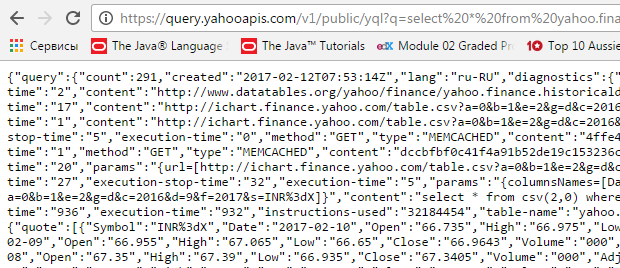 https://query.yahooapis.com/v1/public/yql?q=select%20*%20from%20yahoo.fina
Сервисы The Java® Language The Java™ Tutorials edX Module 02 Graded Pro Top 10 Aussie
{"query":{"count":291,"created":"2017-02-12T07:53:14Z","lang":"ru-RU","diagnostics":{"
time":"2","content":"http://www.datatables.org/yahoo/finance/yahoo.finance.historicald
time":"17","content":"http://ichart.finance.yahoo.com/table.csv?a=0&b=1&e=2&g=d&c=2016
time":"1","content":"http://ichart.finance.yahoo.com/table.csv?a=0&b=1&e=2&g=d&c=2016&
stop-time":"5","execution-time":"0","method":"GET","type":"MEMCACHED","content":"4ffe4
time":"1","method":"GET","type":"MEMCACHED","content":"dccbfbf0c41f4a91b52de19c153236c
time":"20","params":"{url=[http://ichart.finance.yahoo.com/table.csv?a=0&b=1&e=2&g=d&c
time":"27","execution-stop-time":"32","execution-time":"5","params":"{columnsNames=[Da
a=0&b=1&e=2&g=d&c=2016&d=9&f=2017&s=INR%3dX]}","content":"select * from csv(2,0) where
time":"936","execution-time":"932","instructions-used":"32184454","table-name":"yahoo.
{"quote":[{"Symbol":"INR%3dX","Date":"2017-02-10","Open":"66.735","High":"66.975","Low
02-09","Open":"66.955","High":"67.065","Low":"66.65","Close":"66.9643","Volume":"000",
08","Open":"67.35","High":"67.39","Low":"66.935","Close":"67.3405","Volume":"000","Adj